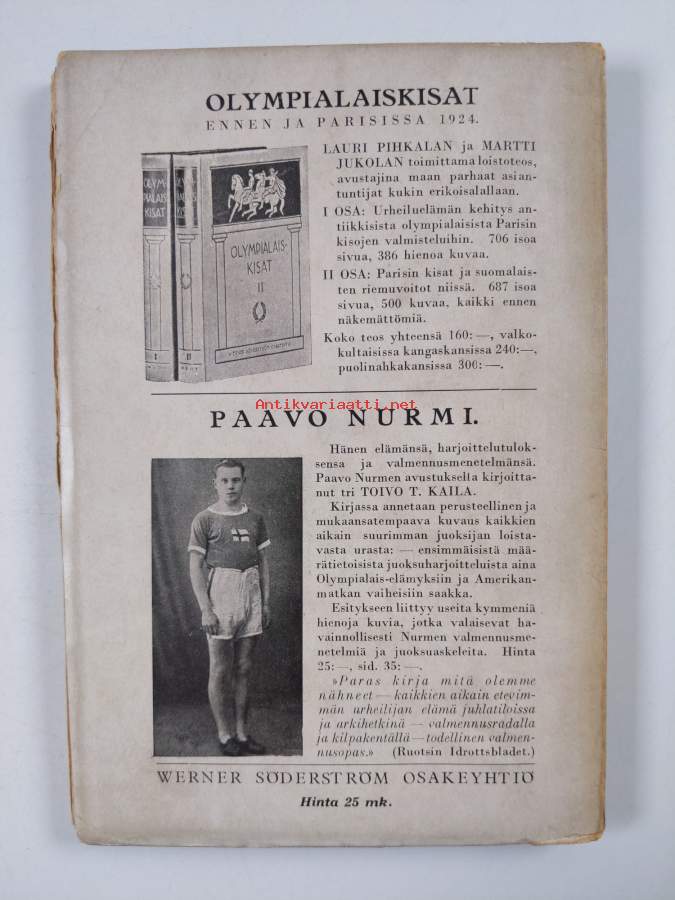 OLYMPIALAISKISAT
ENNEN JA PARISISSA 1924.
OLYM-
PIALAIS
KISAT
I
II
OLYMPIALAIS-
KISAT
II
LAURI PIHKALAN ja MARTTI
JUKOLAN toimittama loistoteos,
avustajina maan parhaat asian-
tuntijat kukin erikoisalallaan.
I OSA: Urheiluelämän kehitys an-
tiikkisista olympialaisista Parisin
kisojen valmisteluihin. 706 isoa
sivua, 386 hienoa kuvaa.
II OSA: Parisin kisat ja suomalais-
ten riemuvoitot niissä. 687 isoa
sivua, 500 kuvaa, kaikki ennen
näkemättömiä.
Koko teos yhteensä 160: —, valko-
kultaisissa kangaskansissa 240:—,
puolinahkakansissa 300: —.
Antikvariaatti.net
PAAVO NURMI.
Hänen elämänsä, harjoittelutulok-
sensa ja valmennusmenetelmänsä.
Paavo Nurmen avustukselta kirjoitta-
nut tri TOIVO T. KAILA.
Kirjassa annetaan perusteellinen ja
mukaansatempaava kuvaus kaikkien
aikain suurimman juoksijan loista-
vasta urasta: — ensimmäisistä mää-
rätietoisista juoksuharjoitteluista aina
Olympialais-elämyksiin ja Amerikan-
matkan vaiheisiin saakka.
Esitykseen liittyy useita kymmeniä
hienoja kuvia, jotka valaisevat ha-
vainnollisesti Nurmen valmennusme-
netelmiä ja juoksuaskeleita. Hinta
25: —, sid. 35: —.
»Paras kirja mitä olemme
nähneet — kaikkien aikain etevim-
män urheilijan elämä juhlatiloissa
ja arkihetkinä — valmennusradalla
ja kilpakentällä — todellinen valmen-
nusopas.» (Ruotsin Idrottsbladet.)
WERNER SÖDERSTRÖM OSAKEYHTIÖ
Hinta 25 mk.